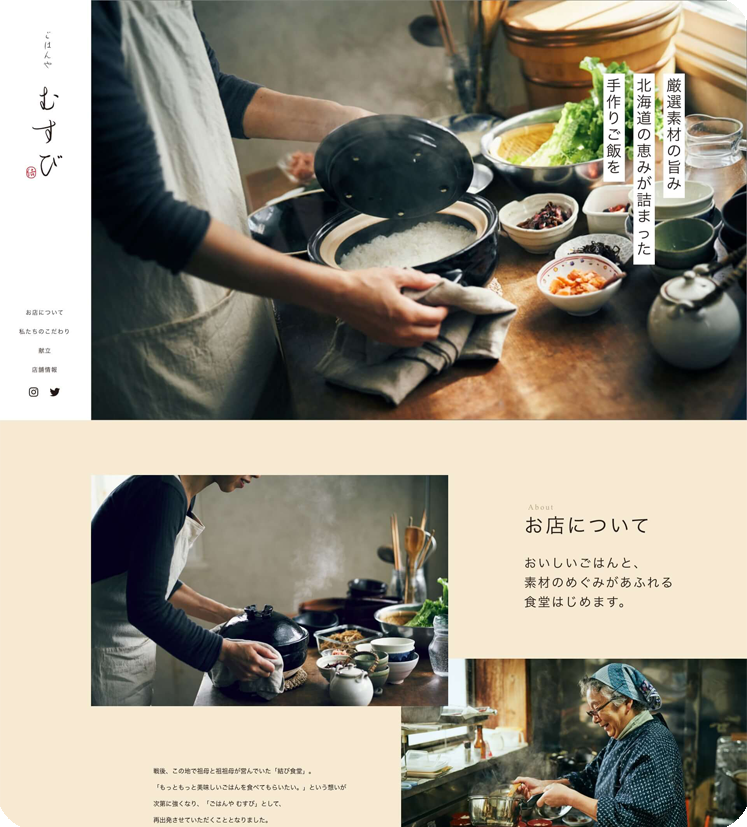 ごはんや
むすび
結
お店について
私たちのこだわり
献立
店舗情報
厳選素材の旨み
北海道の恵みが詰まった
手作りご飯を
About
お店について
おいしいごはんと、
素材のめぐみがあふれる
食堂はじめます。
戦後、この地で祖母と祖祖母が営んでいた「結び食堂」。
「もっともっと美味しいごはんを食べてもらいたい。」という想いが
次第に強くなり、「ごはんや むすび」として、
再出発させていただくこととなりました。